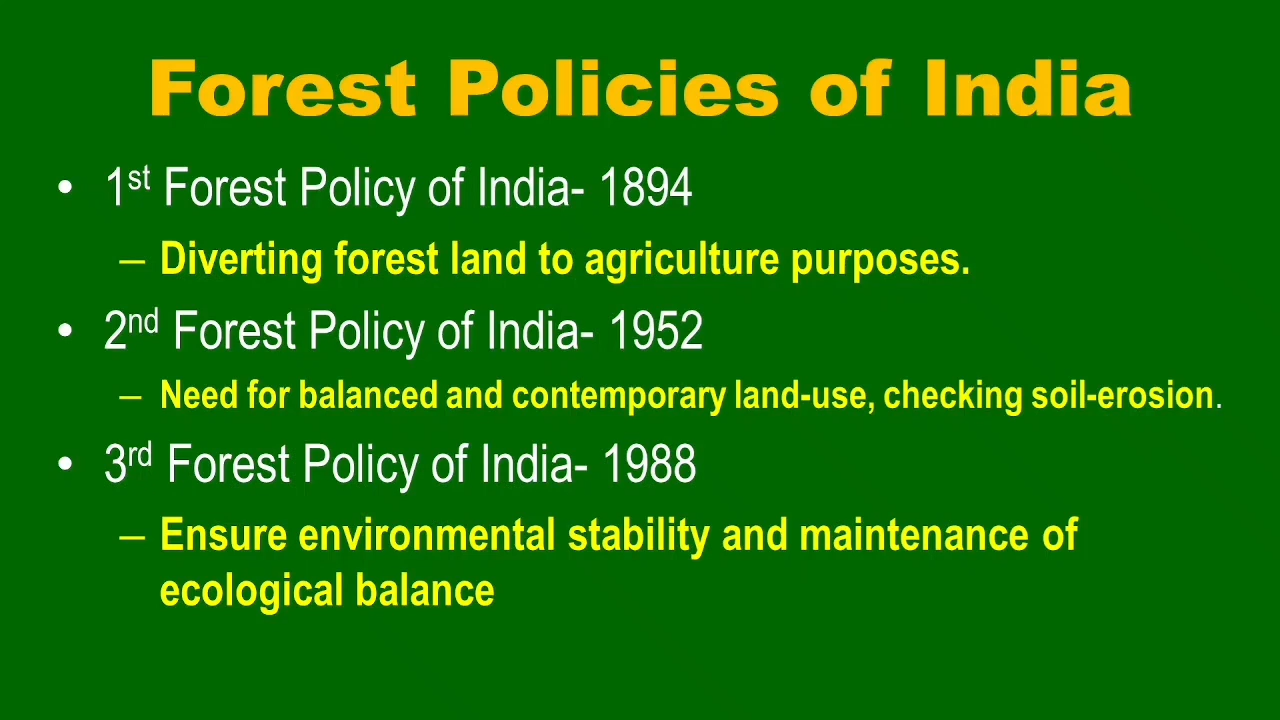 Forest Policies of India
• 1st Forest Policy of India- 1894
– Diverting forest land to agriculture purposes.
• 2nd Forest Policy of India- 1952
– Need for balanced and contemporary land-use, checking soil-erosion.
• 3rd Forest Policy of India- 1988
– Ensure environmental stability and maintenance of
ecological balance